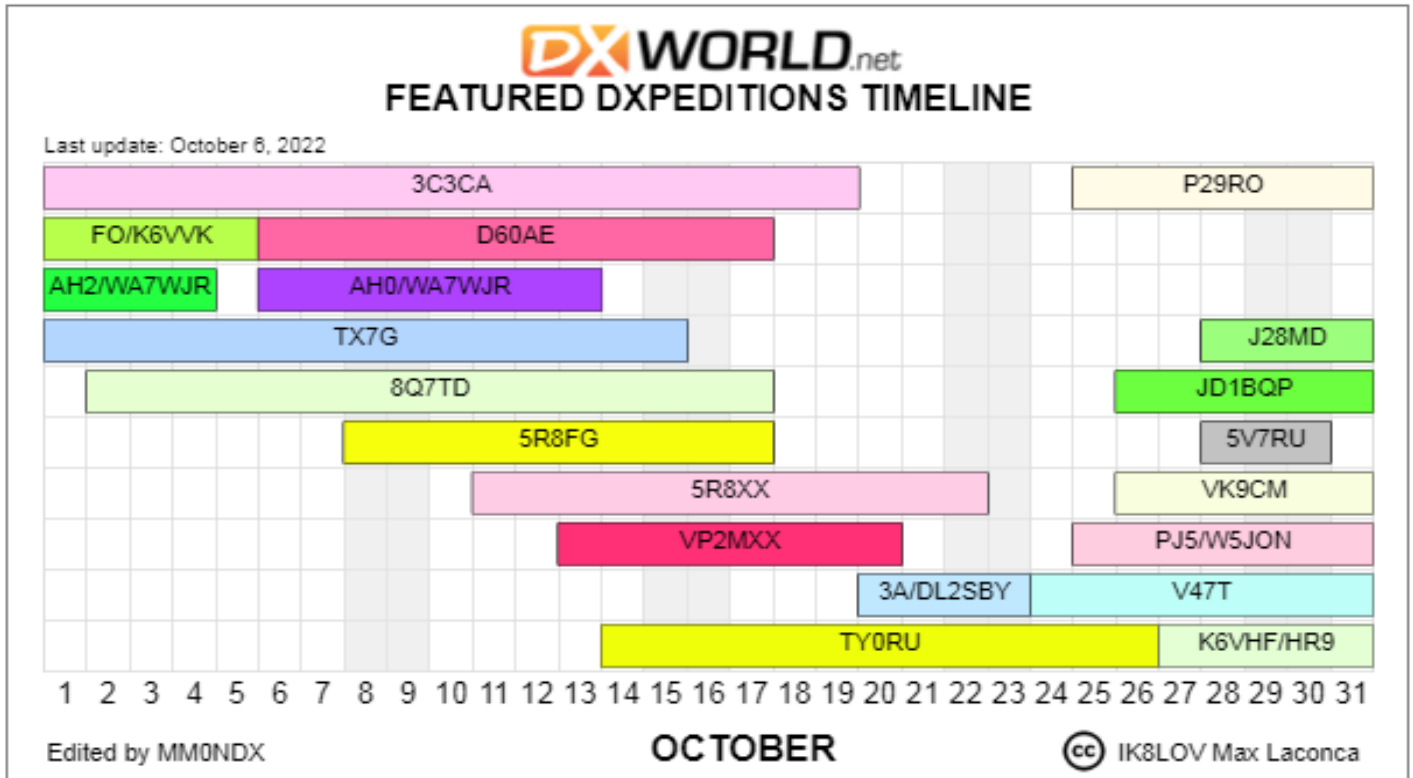 DX WORLD.net
FEATURED DXPEDITIONS TIMELINE
Last update: October 6, 2022
3C3CA P29RO
FO/K6VVK D60AE
AH2/WA7WJR AH0/WA7WJR
TX7G J28MD
8Q7TD JD1BQP
5R8FG 5V7RU
5R8XX VK9CM
VP2MXX PJ5/W5JON
3A/DL2SBY V47T
TY0RU K6VHF/HR9
1 2 3 4 5 6 7 8 9 10 11 12 13 14 15 16 17 18 19 20 21 22 23 24 25 26 27 28 29 30 31
Edited by MM0NDX OCTOBER cc IK8LOV Max Laconca